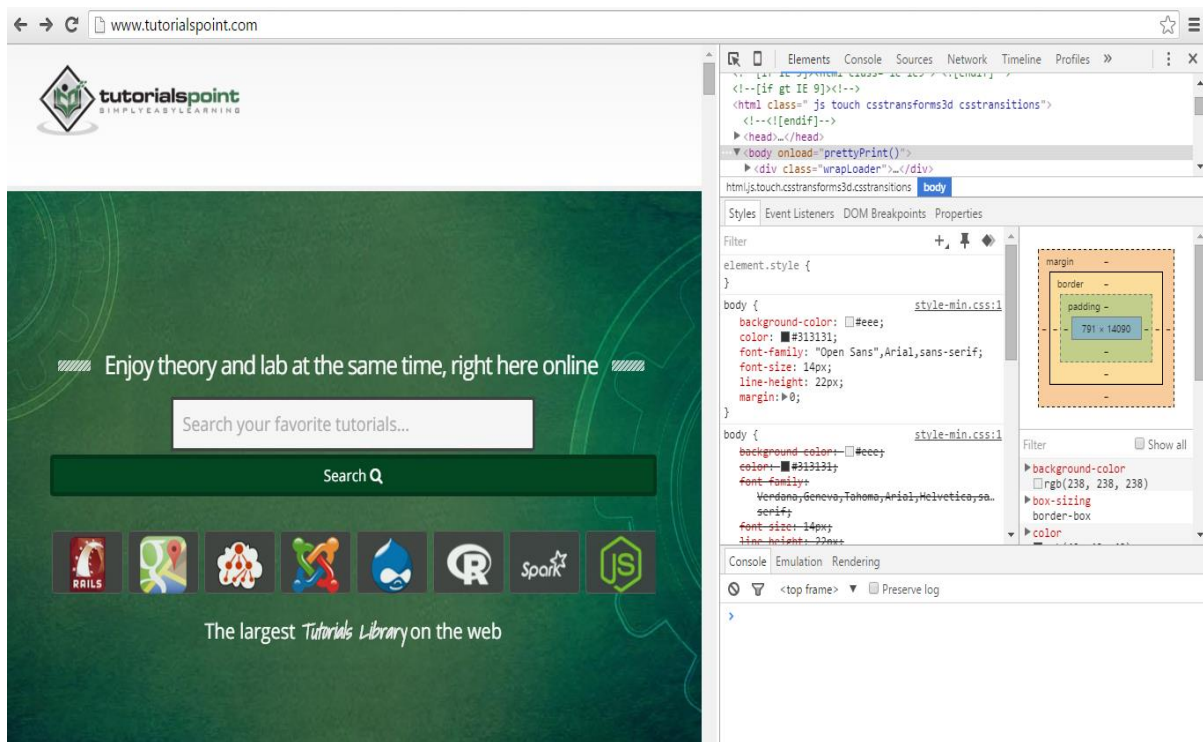 www.tutorialspoint.com
tutorialspoint
SIMPLYEASYLEARNING
Enjoy theory and lab at the same time, right here online
Search your favorite tutorials...
Search
RAILS
R
Spark
JS
The largest Tutorials Library on the web
Elements Console Sources Network Timeline Profiles »
<!--[if gt IE 9]><!-->
<html class=" js touch csstransforms3d csstransitions">
<!--<![endif]-->
▶<head>…</head>
▼<body onload="prettyPrint()">
▶<div class="wrapLoader">…</div>
html.js.touch.csstransforms3d.csstransitions body
Styles Event Listeners DOM Breakpoints Properties
Filter
element.style {
}
body { style-min.css:1
background-color: #eee;
color: #313131;
font-family: "Open Sans",Arial,sans-serif;
font-size: 14px;
line-height: 22px;
margin:▶0;
}
body { style-min.css:1
background-color: #eee;
color: #313131;
font-family:
Verdana,Geneva,Tahoma,Arial,Helvetica,sa…
serif;
font-size: 14px;
line-height: 22px;
margin -
border -
padding -
- - - 791 × 14090 - - -
-
-
-
Filter Show all
▶background-color
rgb(238, 238, 238)
▶box-sizing
border-box
▶color
Console Emulation Rendering
<top frame> ▼ Preserve log
>